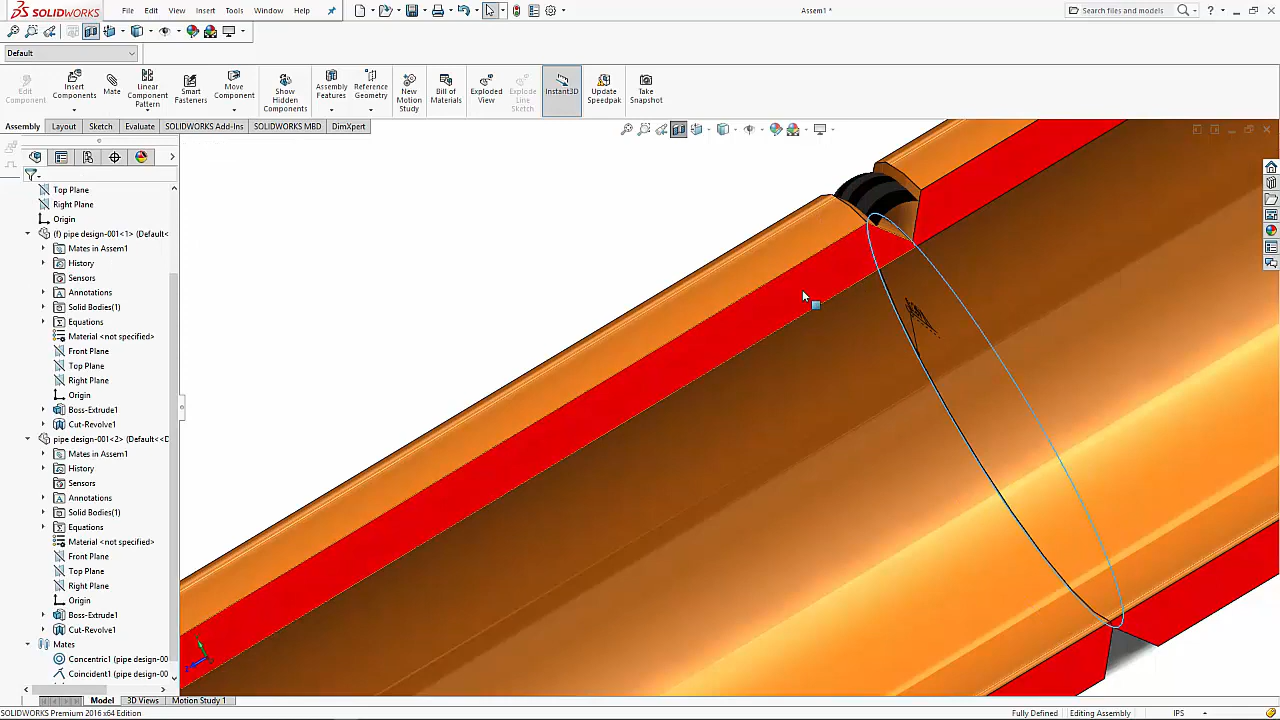 SOLIDWORKS
File Edit View Insert Tools Window Help
Assem1 *
Search files and models
?
Default
Edit Component
Insert Components
Mate
Linear Component Pattern
Smart Fasteners
Move Component
Show Hidden Components
Assembly Features
Reference Geometry
New Motion Study
Bill of Materials
Exploded View
Explode Line Sketch
Instant3D
Update Speedpak
Take Snapshot
Assembly Layout Sketch Evaluate SOLIDWORKS Add-Ins SOLIDWORKS MBD DimXpert
Top Plane
Right Plane
Origin
(f) pipe design-001<1> (Default<
Mates in Assem1
History
Sensors
Annotations
Solid Bodies(1)
Equations
Material <not specified>
Front Plane
Top Plane
Right Plane
Origin
Boss-Extrude1
Cut-Revolve1
pipe design-001<2> (Default<<D
Mates in Assem1
History
Sensors
Annotations
Solid Bodies(1)
Equations
Material <not specified>
Front Plane
Top Plane
Right Plane
Origin
Boss-Extrude1
Cut-Revolve1
Mates
Concentric1 (pipe design-00
Coincident1 (pipe design-00
Model 3D Views Motion Study 1
SOLIDWORKS Premium 2016 x64 Edition
Fully Defined Editing Assembly IPS